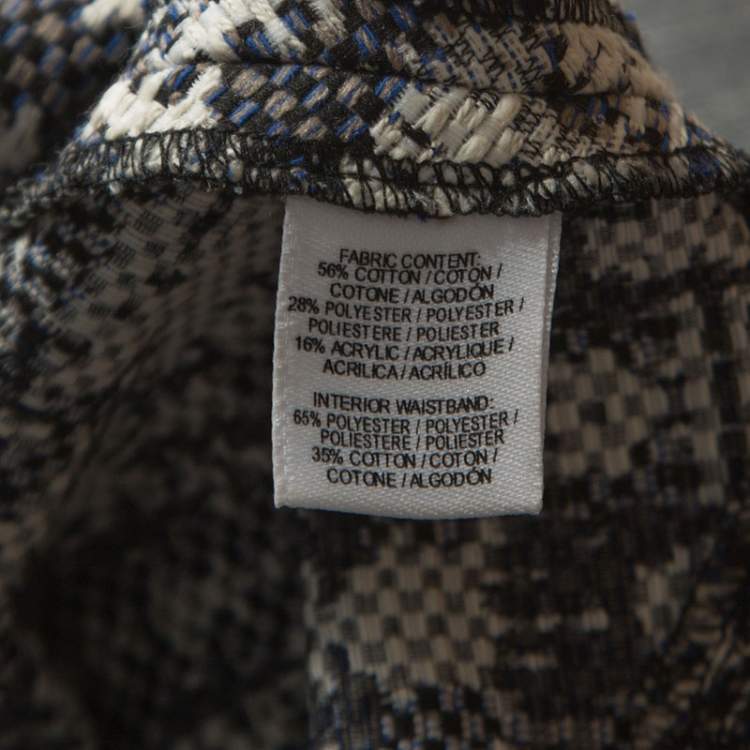 FABRIC CONTENT:
56% COTTON / COTON /
COTONE / ALGODÓN
28% POLYESTER / POLYESTER /
POLIESTERE / POLIESTER
16% ACRYLIC / ACRYLIQUE /
ACRILICA / ACRÍLICO
INTERIOR WAISTBAND:
65% POLYESTER / POLYESTER /
POLIESTERE / POLIESTER
35% COTTON / COTON /
COTONE / ALGODÓN